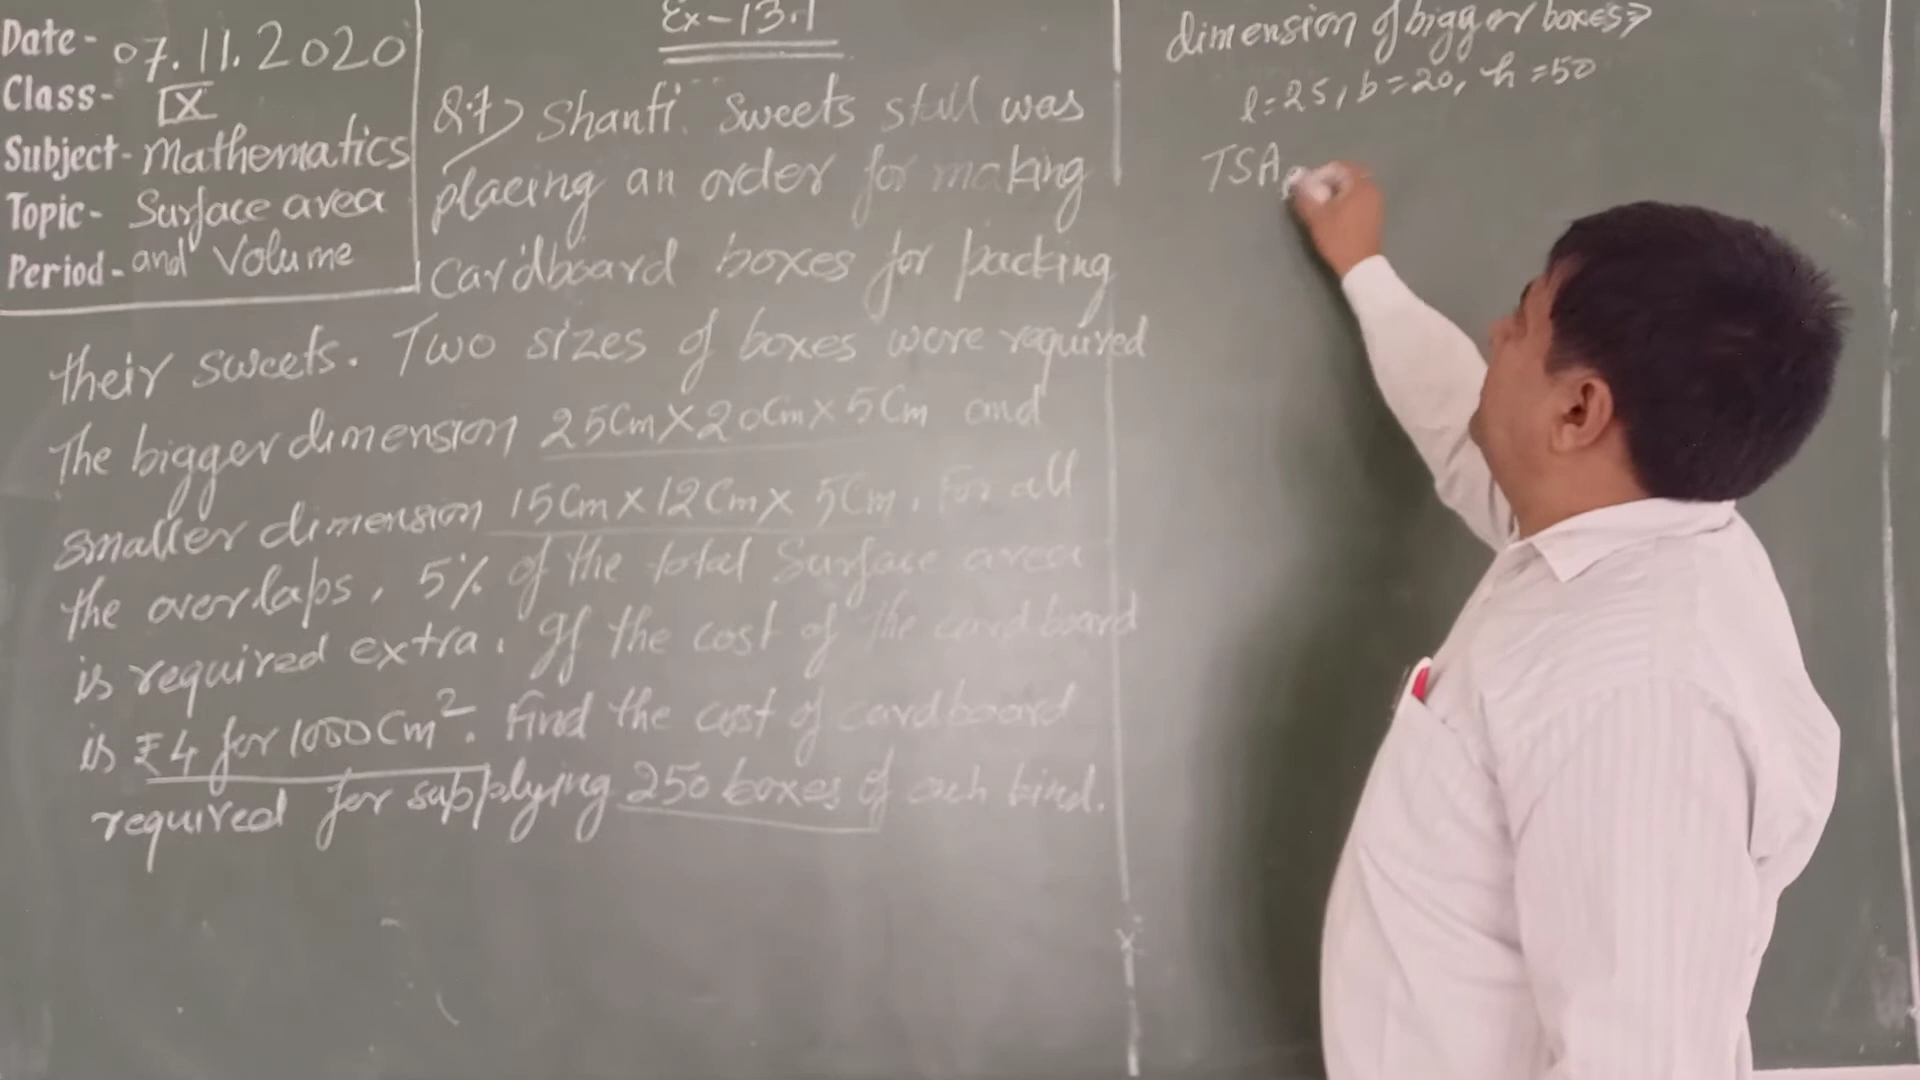 Date- 07.11.2020
Class- IX
Subject- Mathematics
Topic- Surface area
Period- and Volume
Ex-13.1
Q.7> Shanti Sweets stall was
placing an order for making
Cardboard boxes for packing
their sweets. Two sizes of boxes were required
The bigger dimension 25Cm×20Cm×5Cm and
smaller dimension 15Cm×12Cm×5Cm. For all
the overlaps, 5% of the total Surface area
is required extra. If the cost of the cardboard
is ₹4 for 1000Cm². Find the cost of cardboard
required for supplying 250 boxes of each kind.
dimension of bigger boxes⇒
l=25, b=20, h=50
TSA